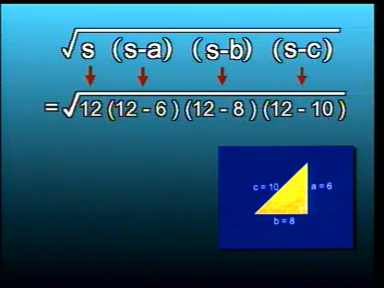 √s (s-a) (s-b) (s-c)
=√12 (12 - 6 ) (12 - 8 ) (12 - 10 )
c = 10
a = 6
b = 8